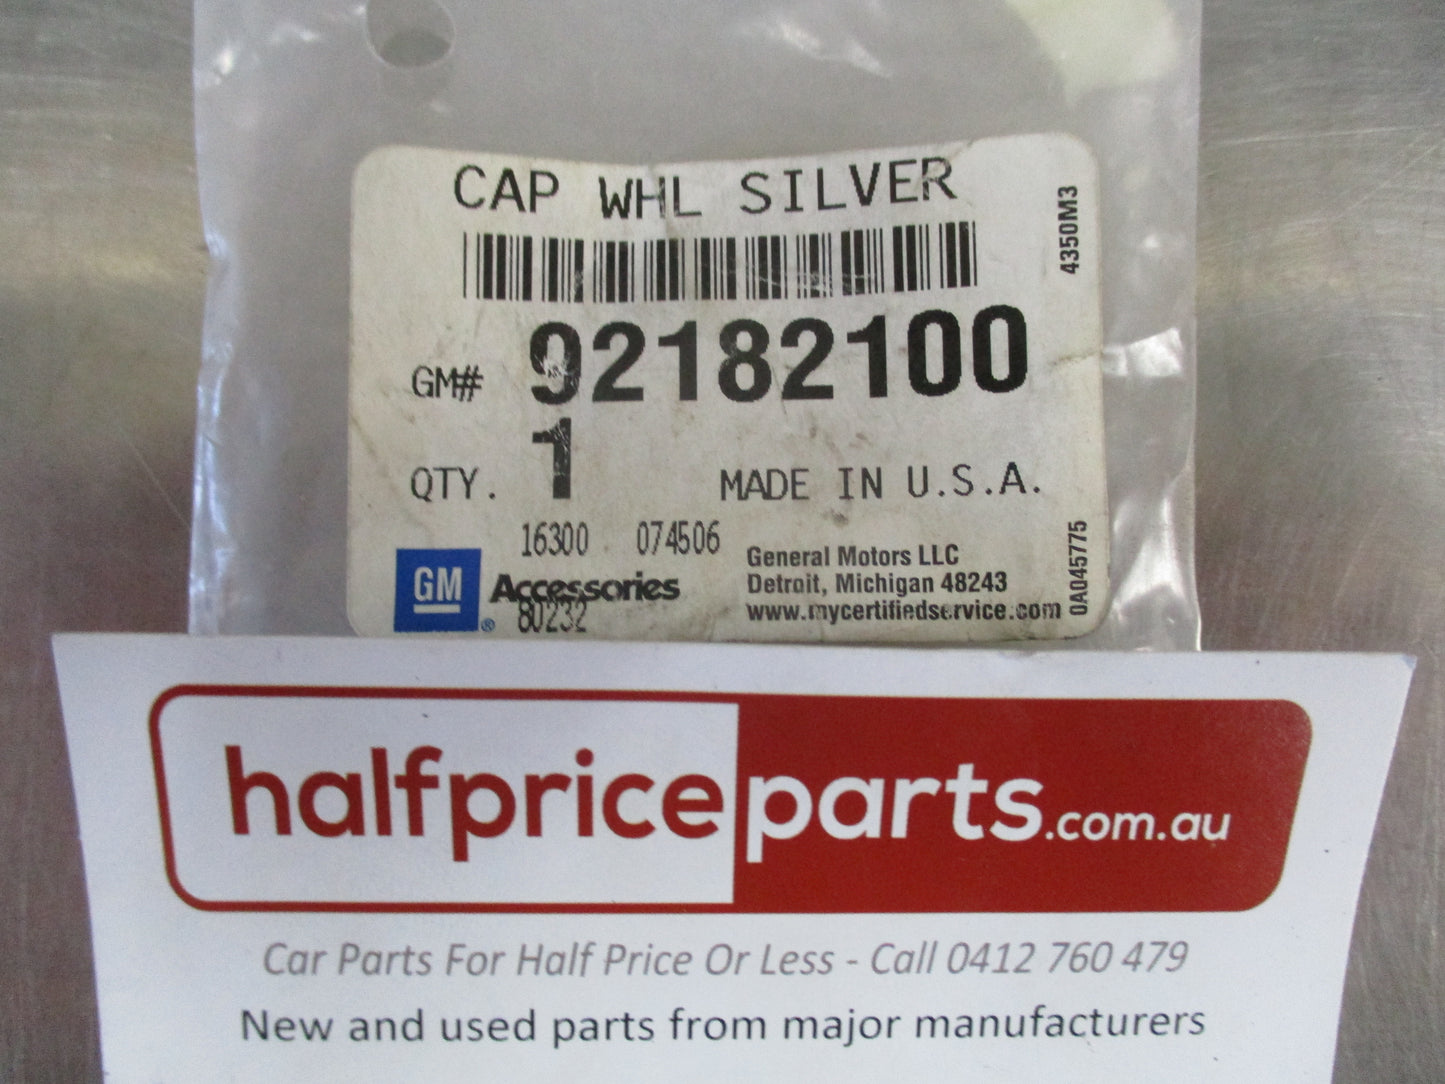 CAP WHL SILVER
4350M3
GM# 92182100
QTY. 1 MADE IN U.S.A.
16300 074506
GM® Accessories
80232
General Motors LLC
Detroit, Michigan 48243
www.mycertifiedservice.com
0A045775
halfpriceparts.com.au
Car Parts For Half Price Or Less - Call 0412 760 479
New and used parts from major manufacturers